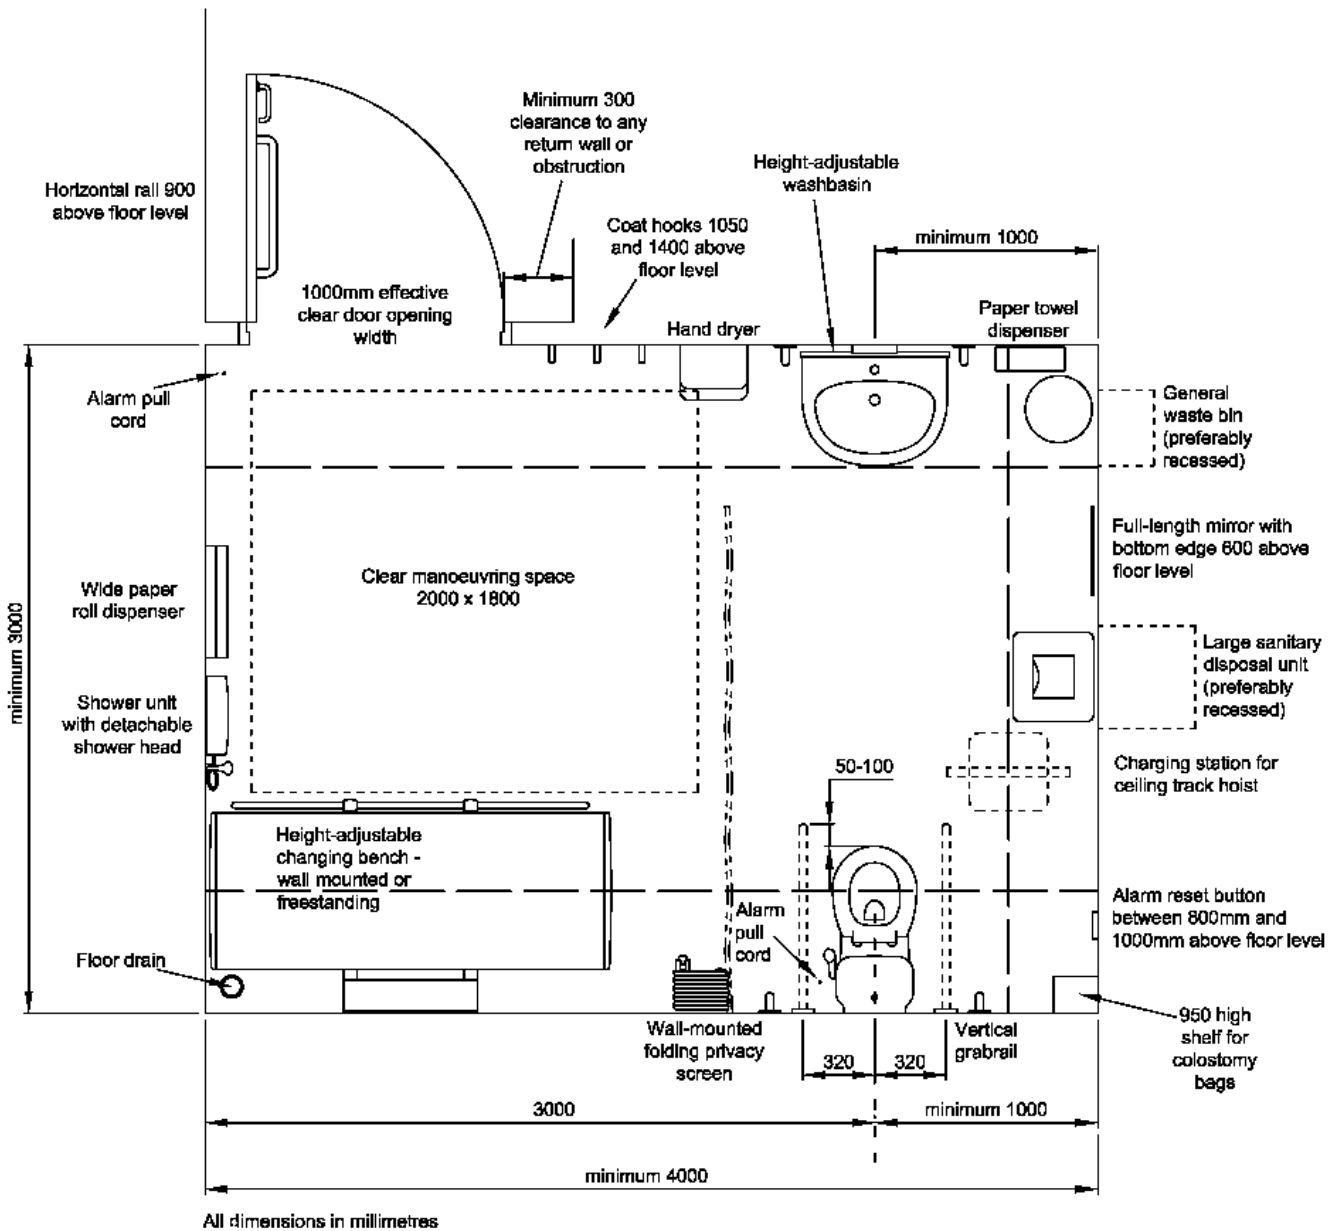 Minimum 300
clearance to any
return wall or
obstruction
Height-adjustable
washbasin
Horizontal rail 900
above floor level
Coat hooks 1050
and 1400 above
floor level
minimum 1000
1000mm effective
clear door opening
width
Hand dryer
Paper towel
dispenser
Alarm pull
cord
General
waste bin
(preferably
recessed)
Full-length mirror with
bottom edge 600 above
floor level
Clear manoeuvring space
2000 x 1800
Wide paper
roll dispenser
minimum 3000
Large sanitary
disposal unit
(preferably
recessed)
Shower unit
with detachable
shower head
50-100
Charging station for
ceiling track hoist
Height-adjustable
changing bench -
wall mounted or
freestanding
Alarm
pull
cord
Alarm reset button
between 800mm and
1000mm above floor level
Floor drain
950 high
shelf for
colostomy
bags
Wall-mounted
folding privacy
screen
Vertical
grabrail
320
320
3000
minimum 1000
minimum 4000
All dimensions in millimetres